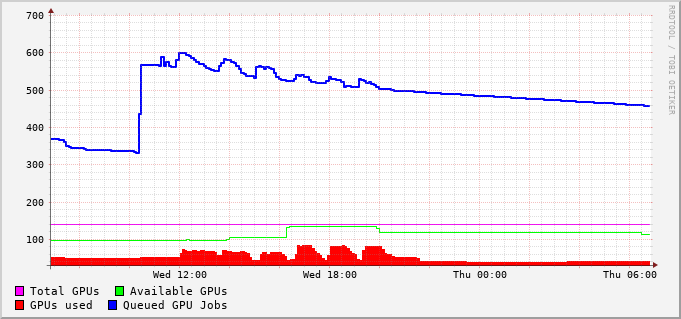 700
600
500
400
300
200
100
Wed 12:00 Wed 18:00 Thu 00:00 Thu 06:00
Total GPUs Available GPUs
GPUs used Queued GPU Jobs
RRDTOOL / TOBI OETIKER